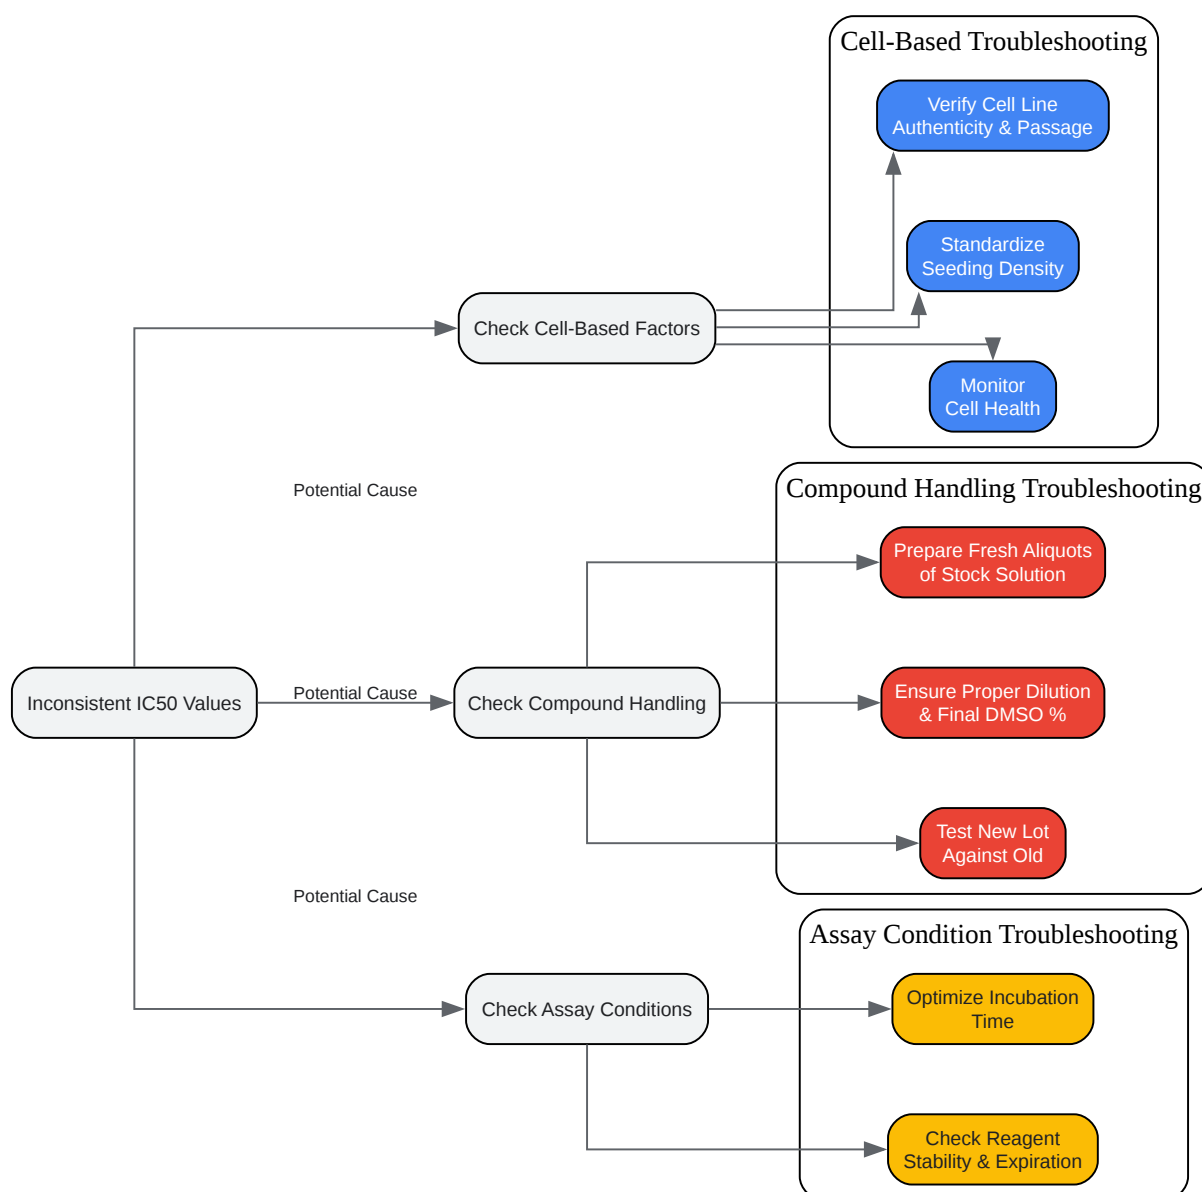 Cell-Based Troubleshooting
Verify Cell Line
Authenticity & Passage
Standardize
Seeding Density
Check Cell-Based Factors
Monitor
Cell Health
Potential Cause
Compound Handling Troubleshooting
Prepare Fresh Aliquots
of Stock Solution
Inconsistent IC50 Values
Potential Cause
Check Compound Handling
Ensure Proper Dilution
& Final DMSO %
Test New Lot
Against Old
Potential Cause
Assay Condition Troubleshooting
Check Assay Conditions
Optimize Incubation
Time
Check Reagent
Stability & Expiration